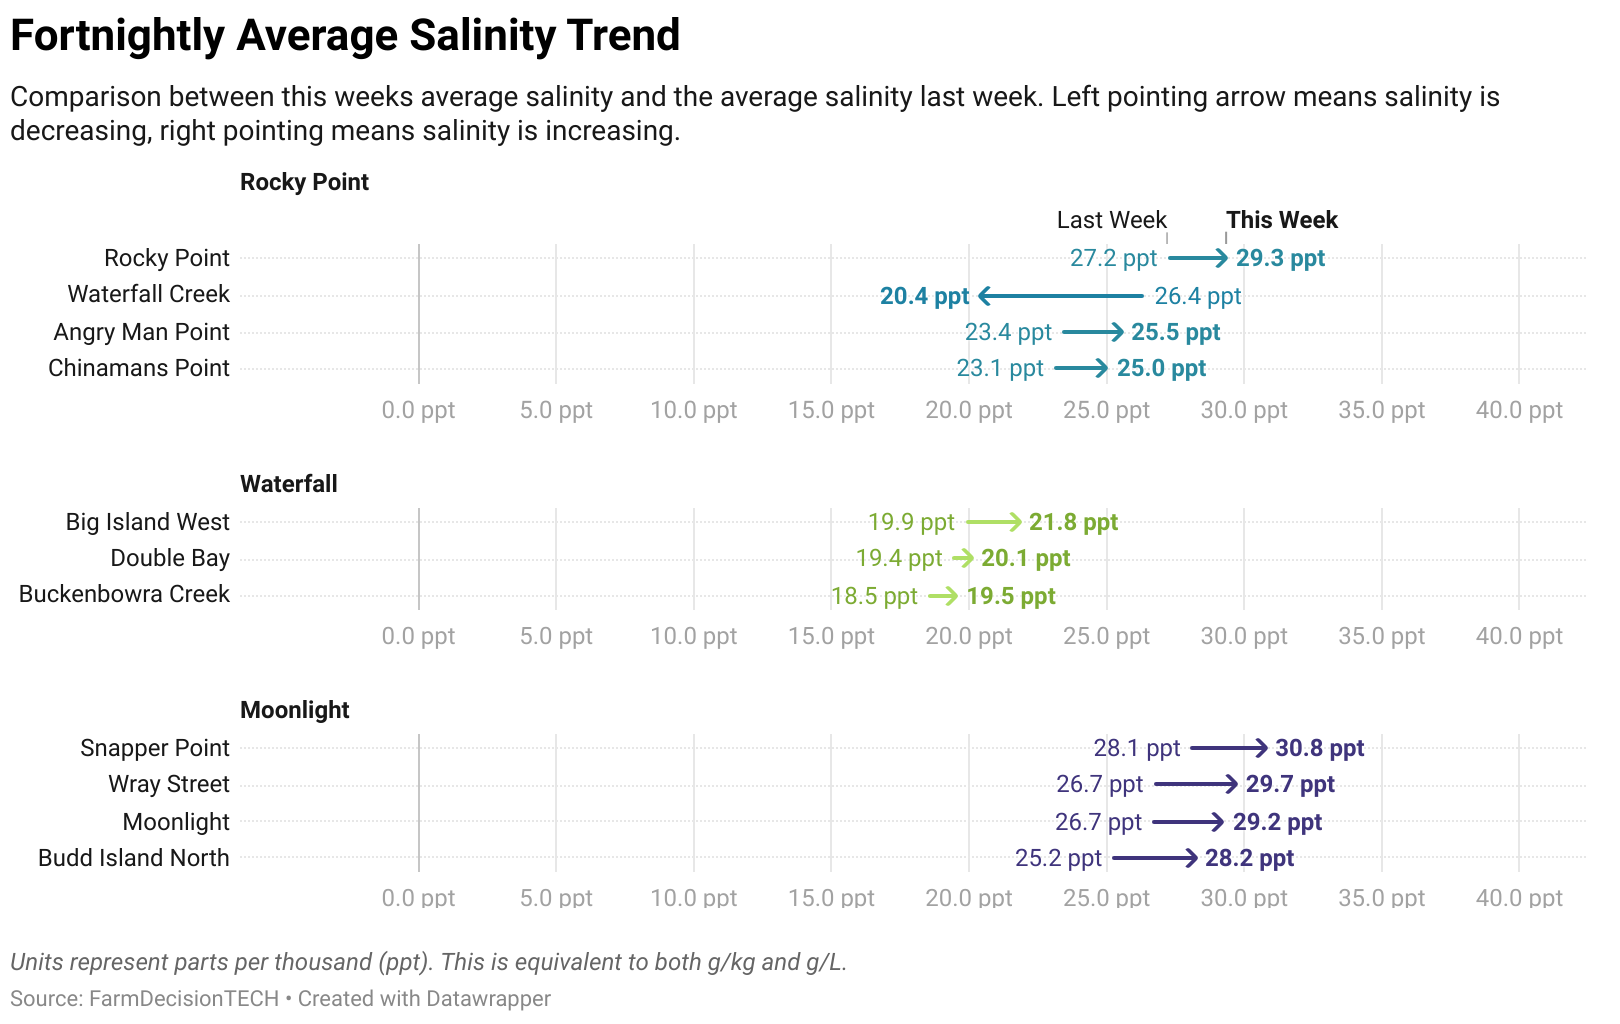 Fortnightly Average Salinity Trend
Comparison between this weeks average salinity and the average salinity last week. Left pointing arrow means salinity is
decreasing, right pointing means salinity is increasing.
Rocky Point
Last Week This Week
Rocky Point 27.2 ppt 29.3 ppt
Waterfall Creek 20.4 ppt 26.4 ppt
Angry Man Point 23.4 ppt 25.5 ppt
Chinamans Point 23.1 ppt 25.0 ppt
0.0 ppt 5.0 ppt 10.0 ppt 15.0 ppt 20.0 ppt 25.0 ppt 30.0 ppt 35.0 ppt 40.0 ppt
Waterfall
Big Island West 19.9 ppt 21.8 ppt
Double Bay 19.4 ppt 20.1 ppt
Buckenbowra Creek 18.5 ppt 19.5 ppt
0.0 ppt 5.0 ppt 10.0 ppt 15.0 ppt 20.0 ppt 25.0 ppt 30.0 ppt 35.0 ppt 40.0 ppt
Moonlight
Snapper Point 28.1 ppt 30.8 ppt
Wray Street 26.7 ppt 29.7 ppt
Moonlight 26.7 ppt 29.2 ppt
Budd Island North 25.2 ppt 28.2 ppt
0.0 ppt 5.0 ppt 10.0 ppt 15.0 ppt 20.0 ppt 25.0 ppt 30.0 ppt 35.0 ppt 40.0 ppt
Units represent parts per thousand (ppt). This is equivalent to both g/kg and g/L.
Source: FarmDecisionTECH • Created with Datawrapper